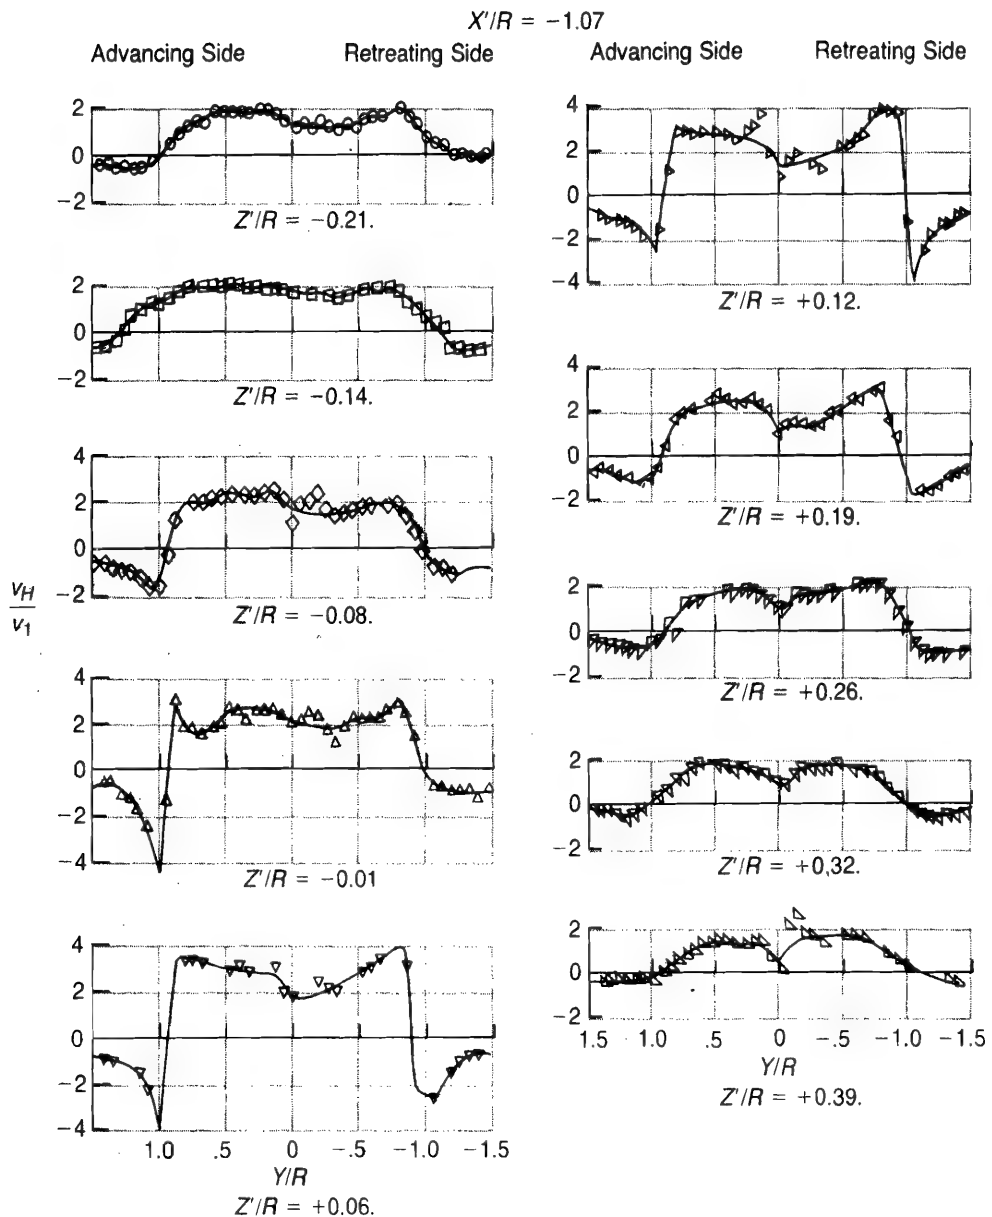 X′/R = −1.07
Advancing Side Retreating Side
2
0
−2
Z′/R = −0.21.
2
0
−2
Z′/R = −0.14.
4
2
0
−2
Z′/R = −0.08.
vH
v1
4
2
0
−2
−4
Z′/R = −0.01
4
2
0
−2
−4
1.0 .5 0 −.5 −1.0 −1.5
Y/R
Z′/R = +0.06.
Advancing Side Retreating Side
4
2
0
−2
−4
Z′/R = +0.12.
4
2
0
−2
Z′/R = +0.19.
2
0
−2
Z′/R = +0.26.
2
0
−2
Z′/R = +0,32.
2
0
−2
1.5 1.0 .5 0 −.5 −1.0 −1.5
Y/R
Z′/R = +0.39.